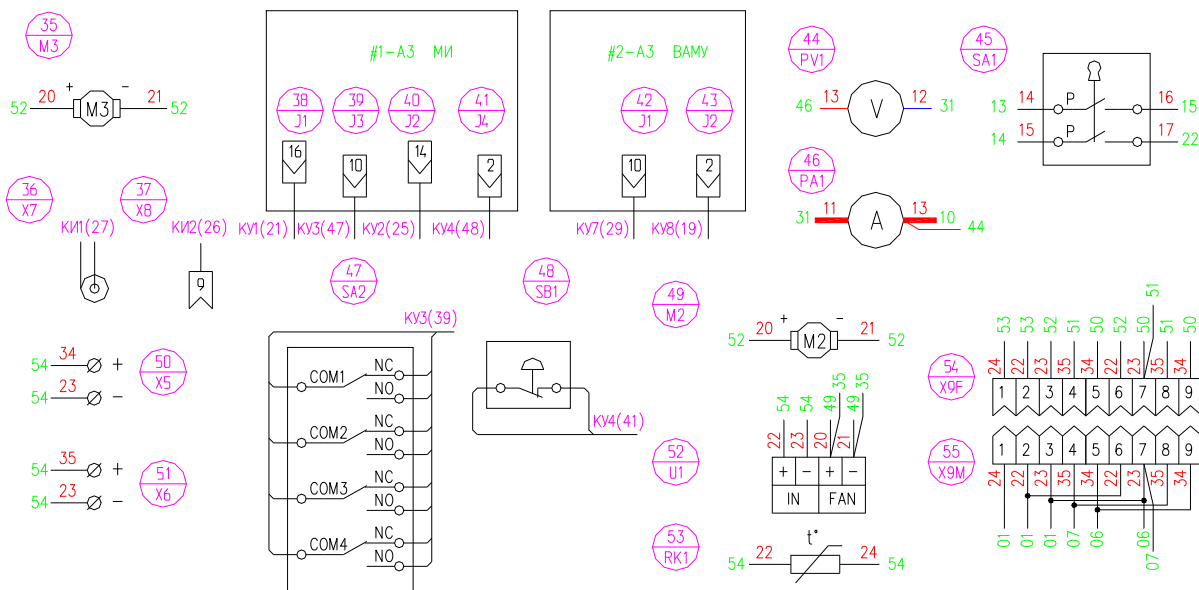 35
М3
52 20 + М3 - 21 52
#1-А3 МИ
38
J1
39
J3
40
J2
41
J4
16
10
14
2
КУ1(21) КУ3(47) КУ2(25) КУ4(48)
#2-А3 ВАМУ
42
J1
43
J2
10
2
КУ7(29) КУ8(19)
44
PV1
46 13 V 12 31
45
SA1
13 14 P 16 15
14 15 P 17 22
46
PA1
31 11 A 13 10
44
36
X7
КИ1(27)
37
X8
КИ2(26)
9
47
SA2
КУ3(39)
COM1 NC
NO
COM2 NC
NO
COM3 NC
NO
COM4 NC
NO
48
SB1
КУ4(41)
49
М2
52 20 + М2 - 21 52
50
X5
54 34 +
54 23 -
51
X6
54 35 +
54 23 -
52
U1
54 54 49 35 49 35
22 23 20 21
+ - + -
IN FAN
53
RK1
t°
54 22 24 54
54
X9F
51
53 53 52 51 50 52 50 51 50
24 22 23 35 34 22 23 35 34
1 2 3 4 5 6 7 8 9
55
X9M
1 2 3 4 5 6 7 8 9
24 22 23 35 34 22 23 35 34
01 01 01 07 06 06 07